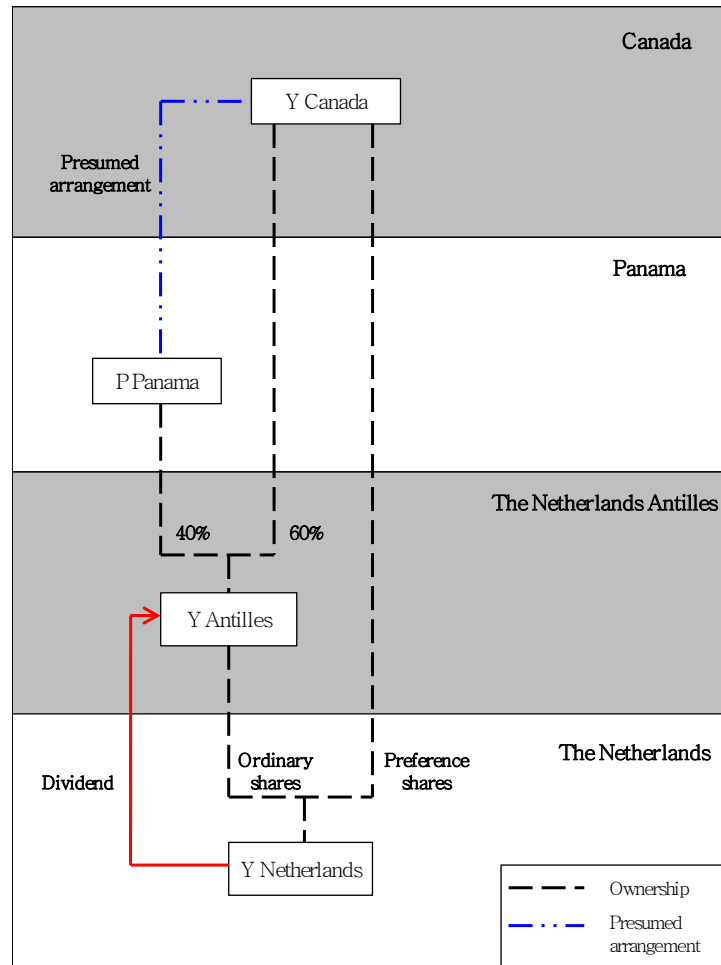 Canada
Y Canada
Presumed
arrangement
Panama
P Panama
The Netherlands Antilles
40%
60%
Y Antilles
The Netherlands
Ordinary
shares
Preference
shares
Dividend
Y Netherlands
Ownership
Presumed
arrangement